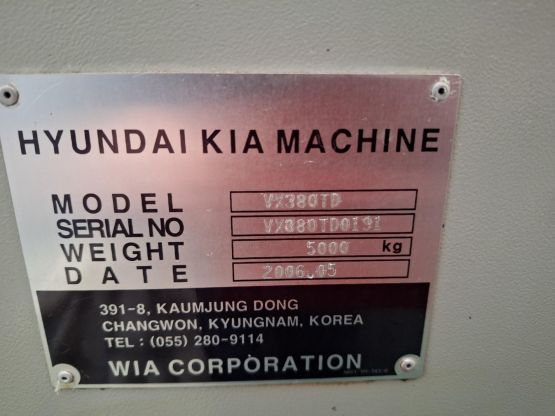 HYUNDAI KIA MACHINE
MODEL VX380TD
SERIAL NO VX380TD0191
WEIGHT 5000 kg
DATE 2006.05
391-8, KAUMJUNG DONG
CHANGWON, KYUNGNAM, KOREA
TEL : (055) 280-9114
WIA CORPORATION